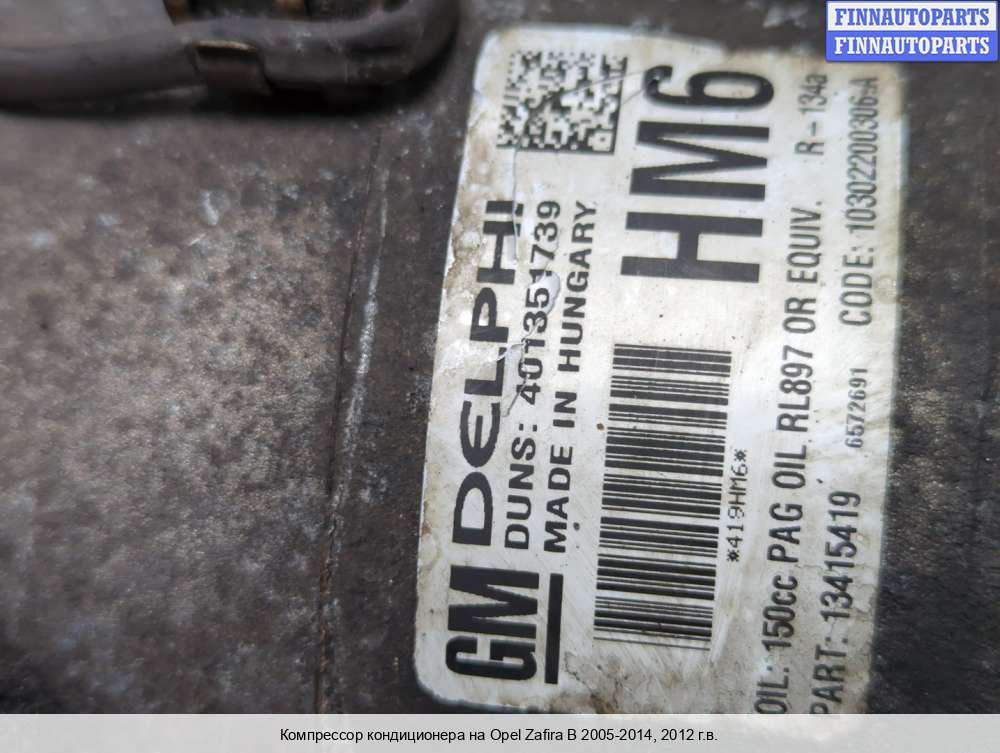 FINNAUTOPARTS
FINNAUTOPARTS
GM DELPHI
DUNS: 401351739
MADE IN HUNGARY
HM6
*419HM6*
OIL: 150cc PAG OIL RL897 OR EQUIV. R-134a
PART: 13415419 6572691 CODE: 10302200306-A
Компрессор кондиционера на Opel Zafira B 2005-2014, 2012 г.в.